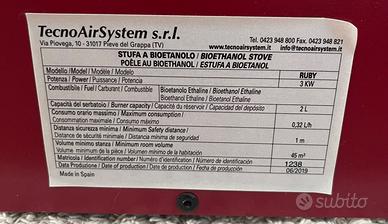 TecnoAirSystem s.r.l.
Via Piovega, 10 - 31017 Pieve del Grappa (TV)
Tel. 0423 948 800 Fax. 0423 948 821
www.tecnoairsystem.it info@tecnoairsystem.it
STUFA A BIOETANOLO / BIOETHANOL STOVE
POÊLE AU BIOETHANOL / ESTUFA A BIOETANOL
Modello / Model / Modèle / Modelo RUBY
Potenza / Power / Puissance / Potencia 3 KW
Combustibile / Fuel / Carburant / Combustible Bioetanolo Ethaline / Bioethanol Ethaline
Bioéthanol Ethaline / Bioetanol Ethaline
Capacità del serbatoio / Burner capacity / Capacité du réservoir / Capacidad del depósito 2 L
Consumo orario massimo / Maximum consumption /
Consommation maximale / Consumo maximo 0,32 L/h
Distanza sicurezza minima / Minimum Safety distance /
Distance de sécurité minimale / Distancia mínima de seguridad 1 m
Volume minimo stanza / Minimum room volume /
Volume minimum de la chambre / Volumen minimo de la habitación 45 m³
Matricola / Identification number / Numéro d'identification / Número de identificación 1238
Data Produzione / Date of production / Date de production / Fecha de producción 06/2019
Made in Spain
subito